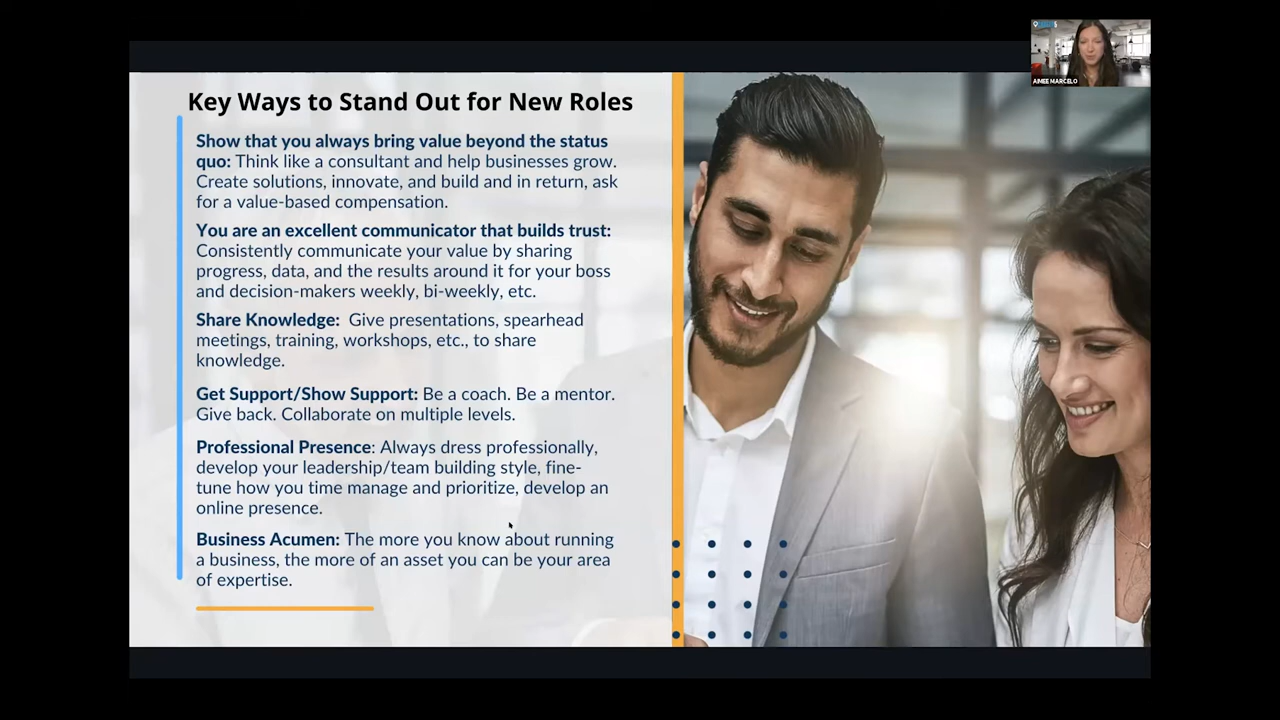 Key Ways to Stand Out for New Roles
Show that you always bring value beyond the status
quo: Think like a consultant and help businesses grow.
Create solutions, innovate, and build and in return, ask
for a value-based compensation.
You are an excellent communicator that builds trust:
Consistently communicate your value by sharing
progress, data, and the results around it for your boss
and decision-makers weekly, bi-weekly, etc.
Share Knowledge: Give presentations, spearhead
meetings, training, workshops, etc., to share
knowledge.
Get Support/Show Support: Be a coach. Be a mentor.
Give back. Collaborate on multiple levels.
Professional Presence: Always dress professionally,
develop your leadership/team building style, fine-
tune how you time manage and prioritize, develop an
online presence.
Business Acumen: The more you know about running
a business, the more of an asset you can be your area
of expertise.
AIMEE MARCELO